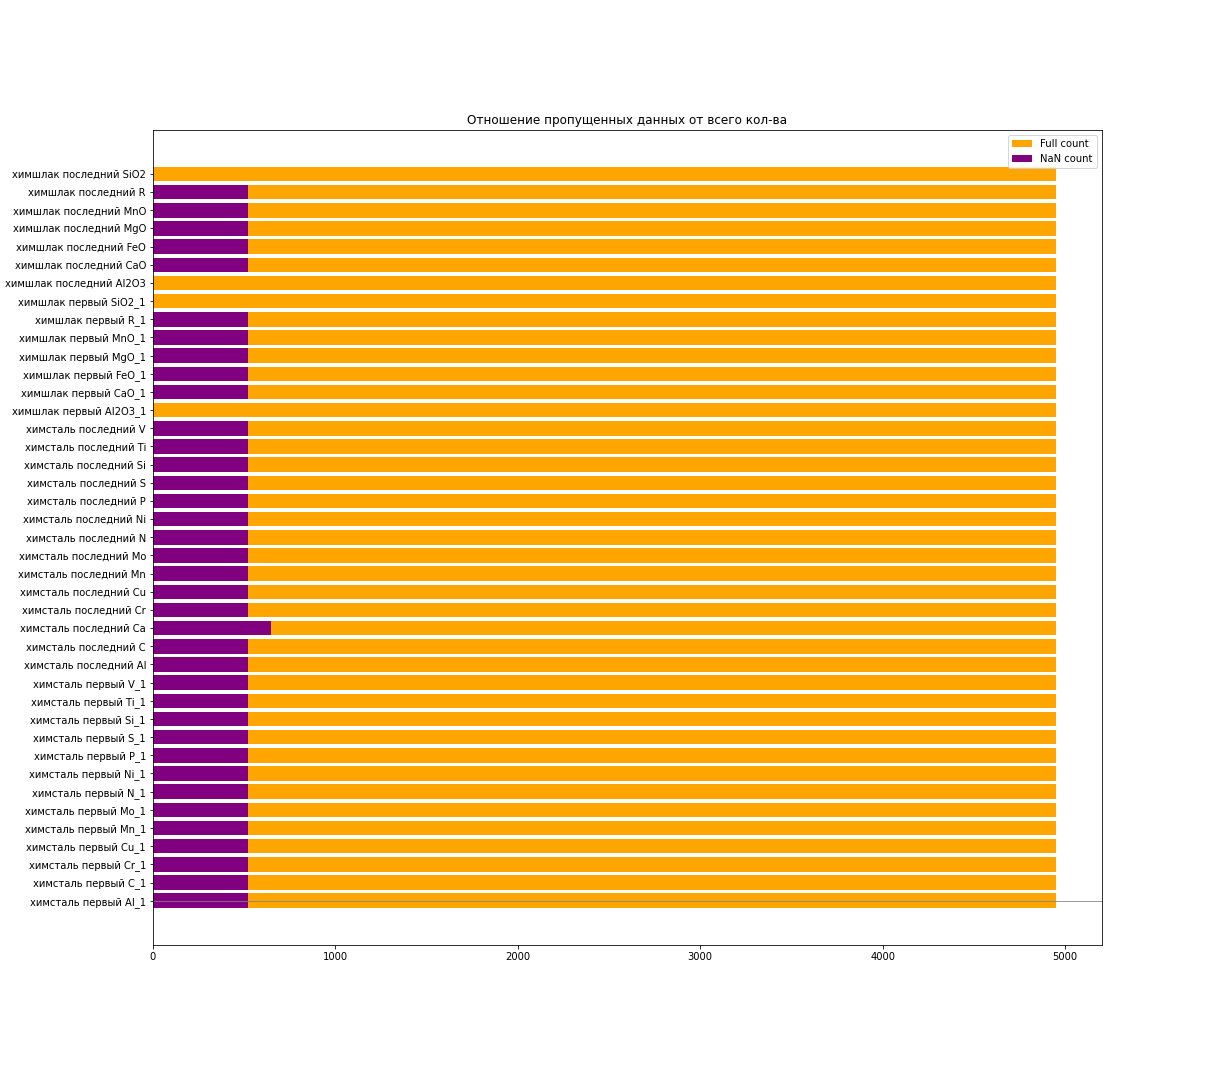 Отношение пропущенных данных от всего кол-ва
Full count
NaN count
химшлак последний SiO2
химшлак последний R
химшлак последний MnO
химшлак последний MgO
химшлак последний FeO
химшлак последний CaO
химшлак последний Al2O3
химшлак первый SiO2_1
химшлак первый R_1
химшлак первый MnO_1
химшлак первый MgO_1
химшлак первый FeO_1
химшлак первый CaO_1
химшлак первый Al2O3_1
химсталь последний V
химсталь последний Ti
химсталь последний Si
химсталь последний S
химсталь последний P
химсталь последний Ni
химсталь последний N
химсталь последний Mo
химсталь последний Mn
химсталь последний Cu
химсталь последний Cr
химсталь последний Ca
химсталь последний C
химсталь последний Al
химсталь первый V_1
химсталь первый Ti_1
химсталь первый Si_1
химсталь первый S_1
химсталь первый P_1
химсталь первый Ni_1
химсталь первый N_1
химсталь первый Mo_1
химсталь первый Mn_1
химсталь первый Cu_1
химсталь первый Cr_1
химсталь первый C_1
химсталь первый Al_1
0 1000 2000 3000 4000 5000